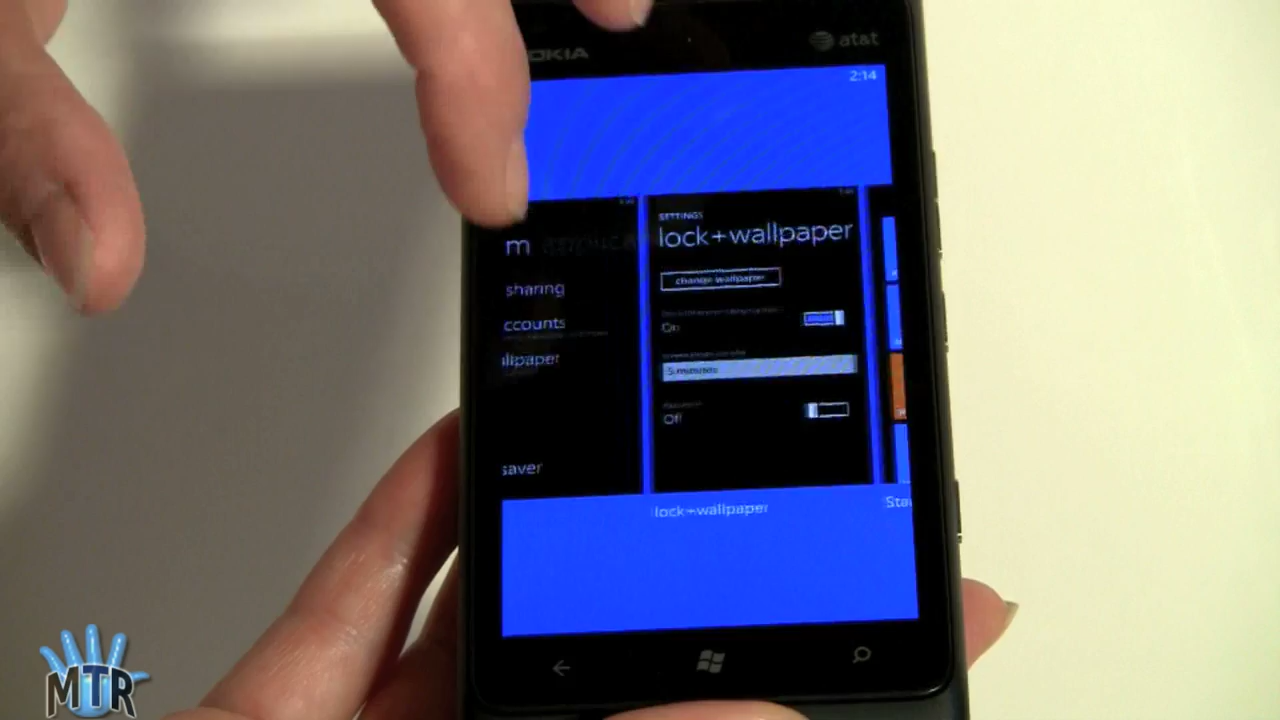 OKIA
at&t
2:14
SETTINGS
m
lock+wallpaper
sharing
change wallpaper
ccounts
On
llpaper
5 minutes
Off
saver
lock+wallpaper
Sta
MTR